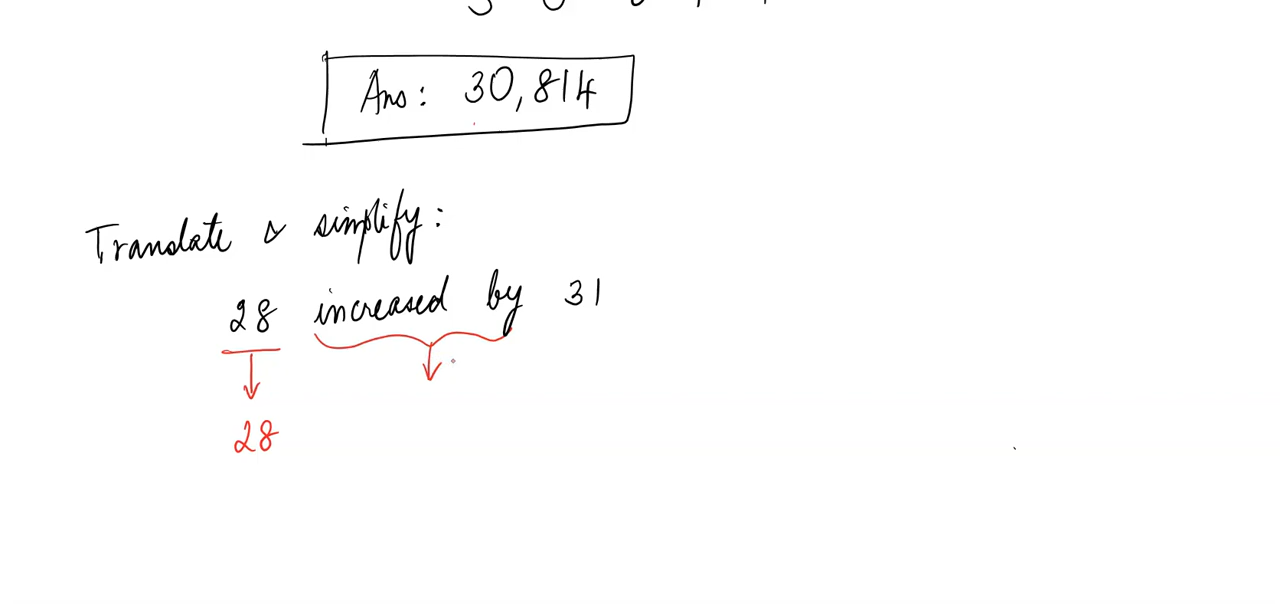 Ans: 30,814
Translate & simplify:
28 increased by 31
28